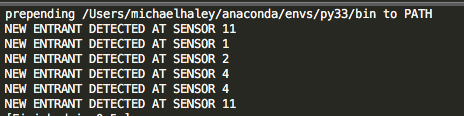 prepending /Users/michaelhaley/anaconda/envs/py33/bin to PATH
NEW ENTRANT DETECTED AT SENSOR 11
NEW ENTRANT DETECTED AT SENSOR 1
NEW ENTRANT DETECTED AT SENSOR 2
NEW ENTRANT DETECTED AT SENSOR 4
NEW ENTRANT DETECTED AT SENSOR 4
NEW ENTRANT DETECTED AT SENSOR 11